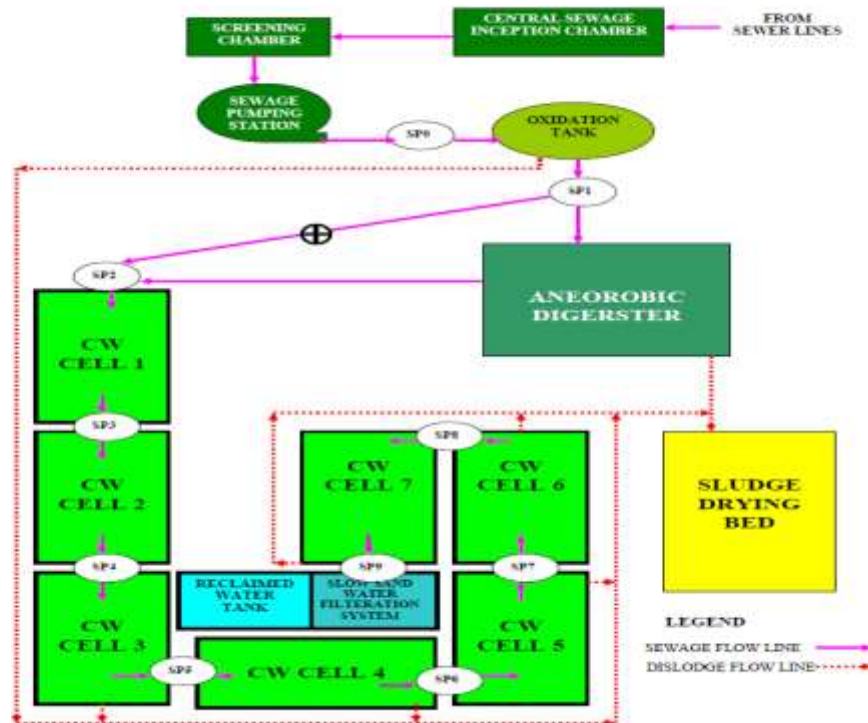 SCREENING
CHAMBER
CENTRAL SEWAGE
INCEPTION CHAMBER
FROM
SEWER LINES
SEWAGE
PUMPING
STATION
SP0
OXIDATION
TANK
SP1
SP2
ANEOROBIC
DIGERSTER
CW
CELL 1
SP3
SP8
CW
CELL 2
CW
CELL 7
CW
CELL 6
SLUDGE
DRYING
BED
SP4
SP9
SP7
RECLAIMED
WATER
TANK
SLOW SAND
WATER
FILTERATION
SYSTEM
CW
CELL 3
CW
CELL 5
SP5
CW CELL 4
SP6
LEGEND
SEWAGE FLOW LINE
DISLODGE FLOW LINE